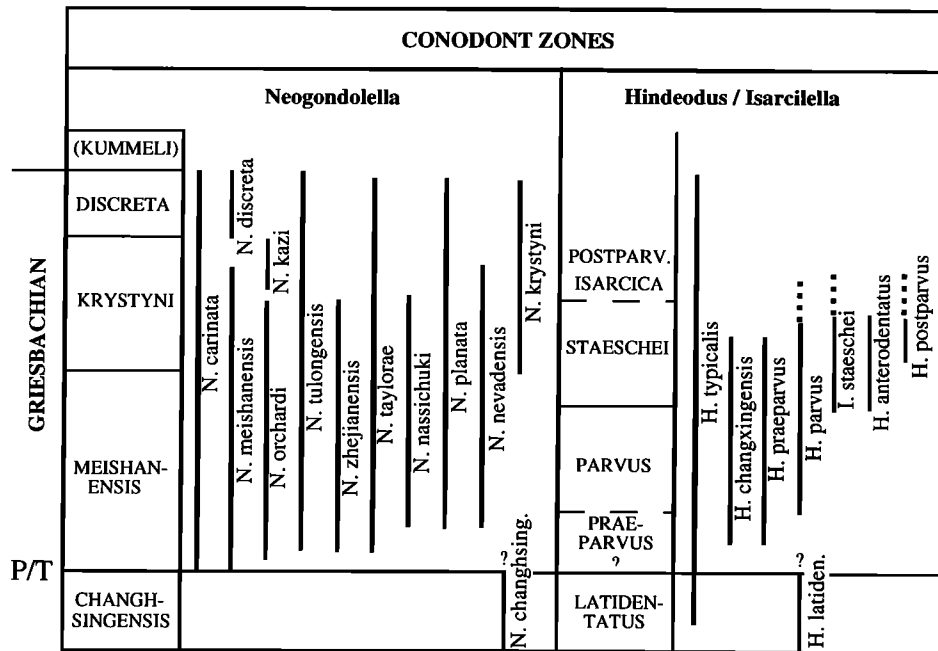 CONODONT ZONES
Neogondolella
Hindeodus / Isarcilella
(KUMMELI)
DISCRETA
KRYSTYNI
MEISHAN-
ENSIS
CHANGH-
SINGENSIS
GRIESBACHIAN
P/T
N. carinata
N. discreta
N. meishanensis
N. kazi
N. orchardi
N. tulongensis
N. zhejianensis
N. taylorae
N. nassichuki
N. planata
N. nevadensis
N. krystyni
?
N. changhsing.
POSTPARV.
ISARCICA
STAESCHEI
PARVUS
PRAE-
PARVUS
?
LATIDEN-
TATUS
H. typicalis
H. changxingensis
H. praeparvus
H. parvus
I. staeschei
H. anterodentatus
H. postparvus
?
H. latiden.